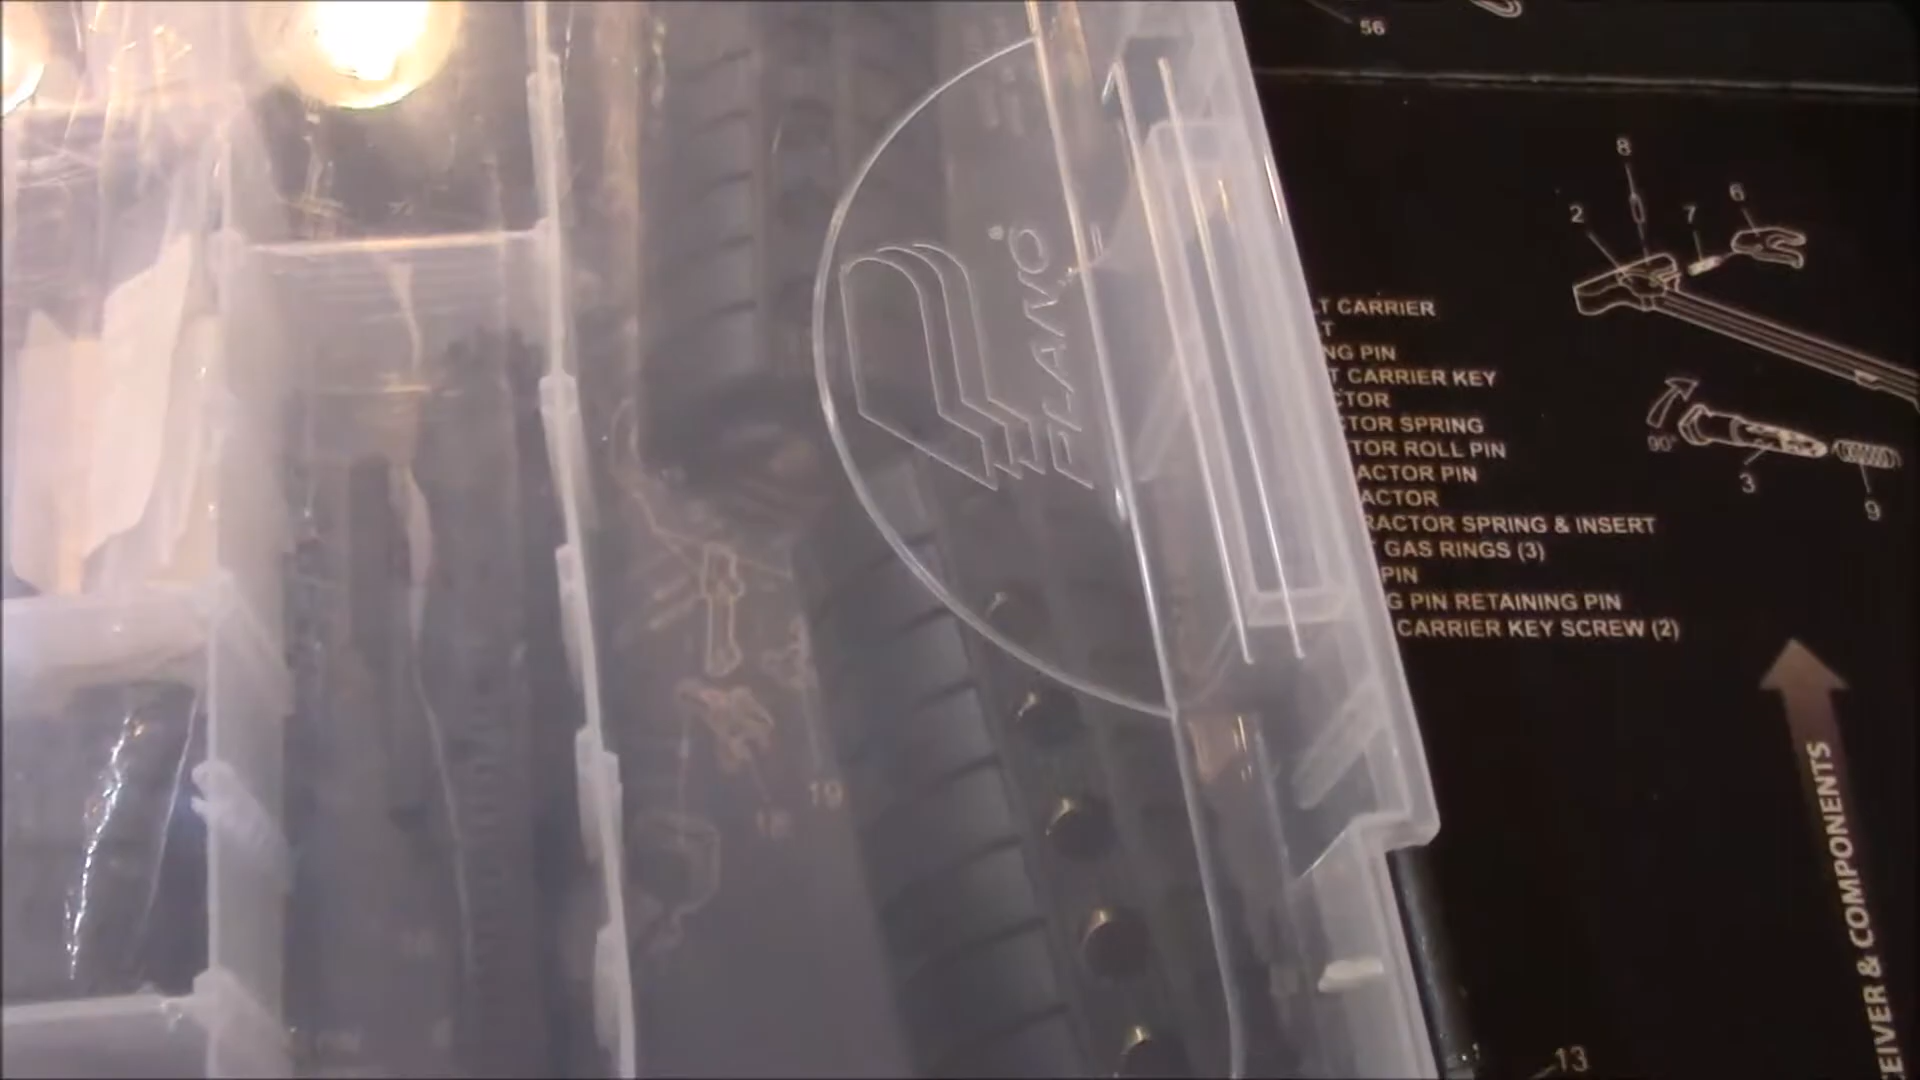 56
8
6
7
2
T CARRIER
T
NG PIN
T CARRIER KEY
CTOR
CTOR SPRING
TOR ROLL PIN
ACTOR PIN
ACTOR
RACTOR SPRING & INSERT
GAS RINGS (3)
PIN
G PIN RETAINING PIN
CARRIER KEY SCREW (2)
90°
3
9
PLANO®
19
18
EIVER & COMPONENTS
13